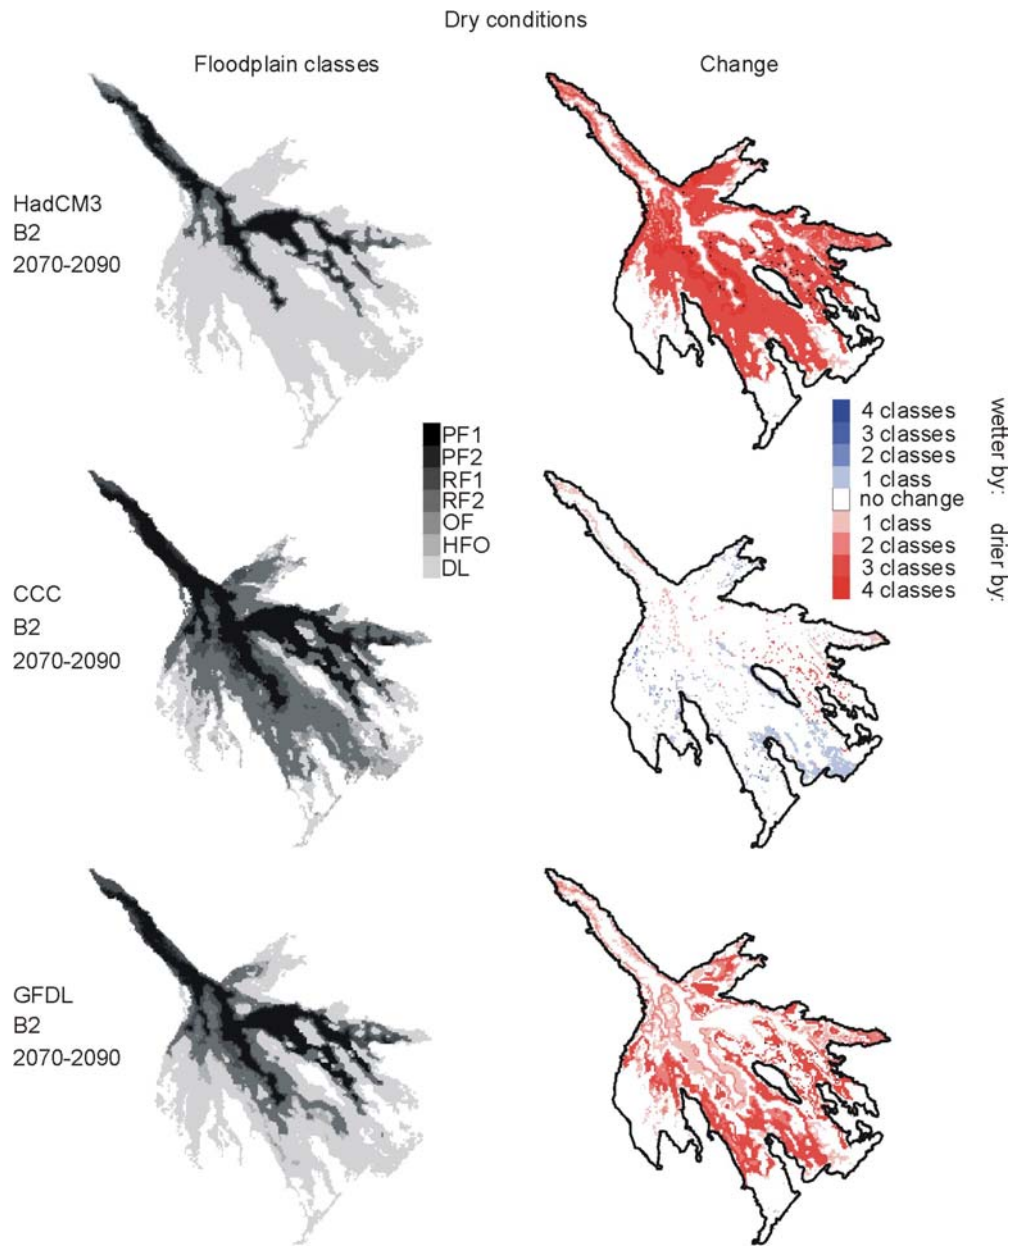 Dry conditions
Floodplain classes
Change
HadCM3
B2
2070-2090
PF1
PF2
RF1
RF2
OF
HFO
DL
4 classes
3 classes
2 classes
1 class
no change
1 class
2 classes
3 classes
4 classes
wetter by:
drier by:
CCC
B2
2070-2090
GFDL
B2
2070-2090